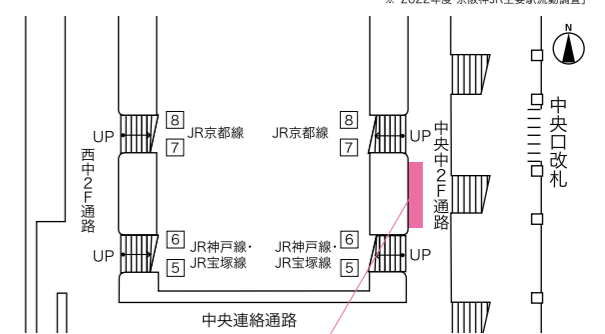 ※ 2022年度 京阪神JR主要駅流動調査」
N
8
JR京都線
7
UP
西中2F通路
UP
6
JR神戸線・
5
JR宝塚線
8
JR京都線
7
UP
中央中2F通路
6
JR神戸線・
5
JR宝塚線
UP
中央口改札
中央連絡通路